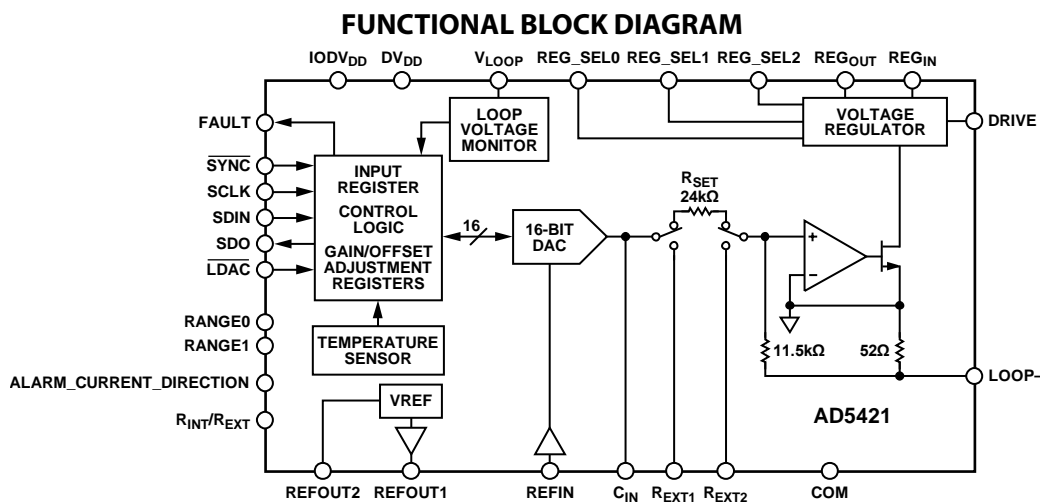 FUNCTIONAL BLOCK DIAGRAM
IODVDD
DVDD
VLOOP
REG_SEL0
REG_SEL1
REG_SEL2
REGOUT
REGIN
LOOP
VOLTAGE
MONITOR
VOLTAGE
REGULATOR
DRIVE
FAULT
SYNC
SCLK
SDIN
SDO
LDAC
INPUT
REGISTER
CONTROL
LOGIC
GAIN/OFFSET
ADJUSTMENT
REGISTERS
16
16-BIT
DAC
RSET
24kΩ
+
–
11.5kΩ
52Ω
LOOP–
RANGE0
RANGE1
TEMPERATURE
SENSOR
ALARM_CURRENT_DIRECTION
RINT/REXT
VREF
AD5421
REFOUT2
REFOUT1
REFIN
CIN
REXT1
REXT2
COM